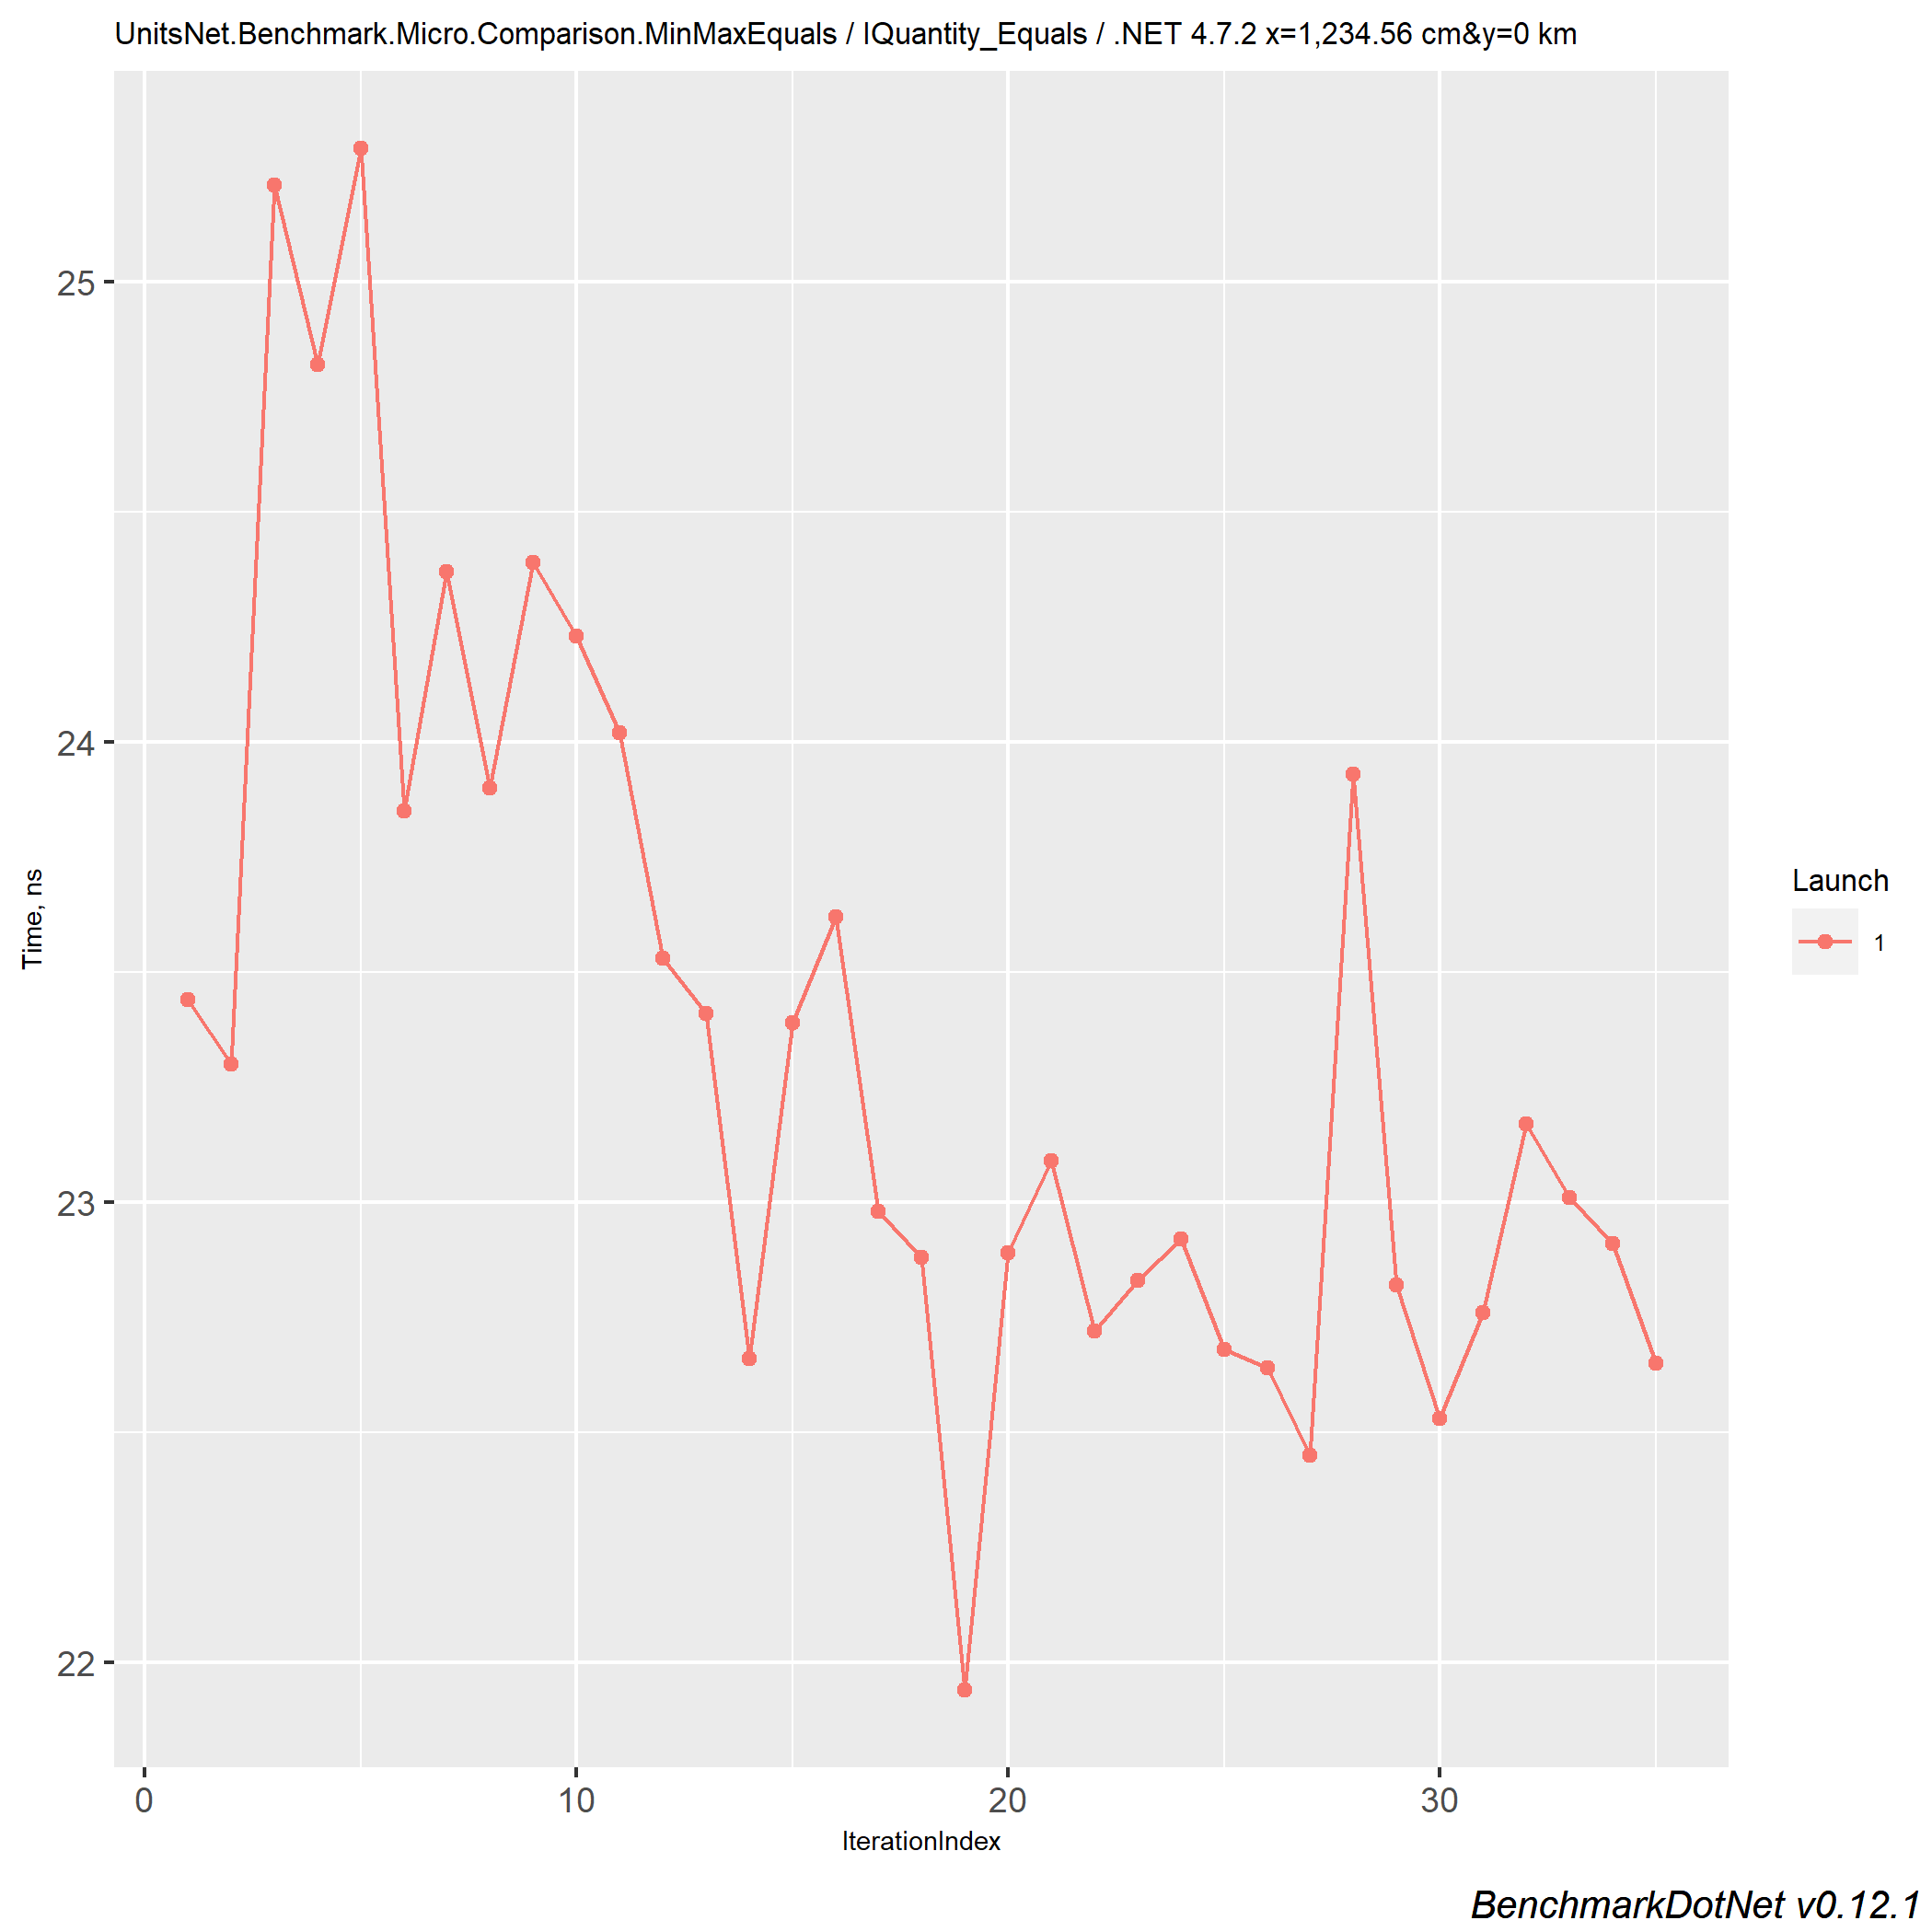 UnitsNet.Benchmark.Micro.Comparison.MinMaxEquals / IQuantity_Equals / .NET 4.7.2 x=1,234.56 cm&y=0 km
25
24
23
22
Time, ns
0 10 20 30
IterationIndex
Launch
1
BenchmarkDotNet v0.12.1